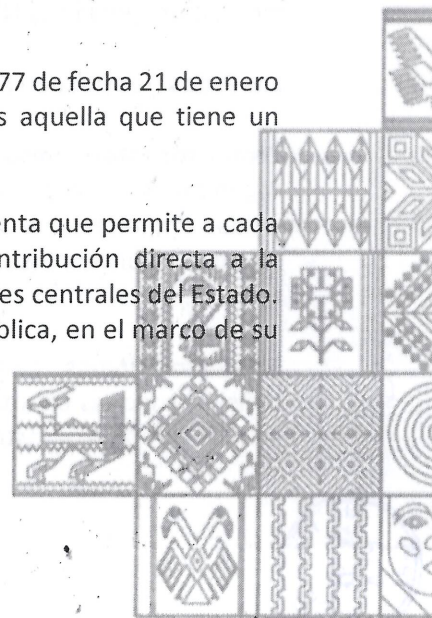 77 de fecha 21 de enero
s aquella que tiene un
enta que permite a cada
ntribución directa a la
es centrales del Estado.
blica, en el marco de su